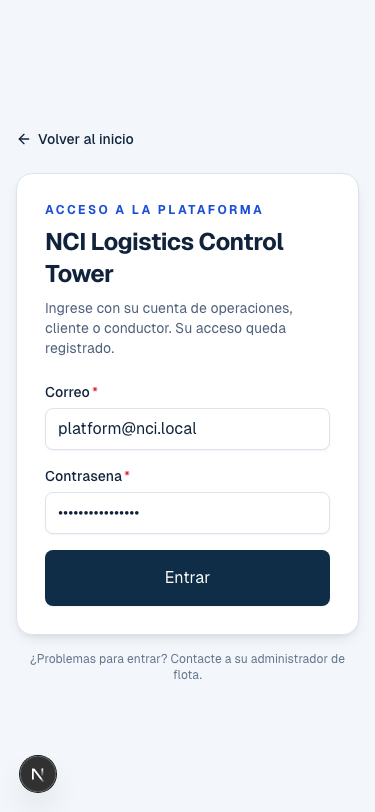 Volver al inicio
ACCESO A LA PLATAFORMA
NCI Logistics Control
Tower
Ingrese con su cuenta de operaciones,
cliente o conductor. Su acceso queda
registrado.
Correo *
platform@nci.local
Contrasena *
••••••••••••••••
Entrar
¿Problemas para entrar? Contacte a su administrador de
flota.
N